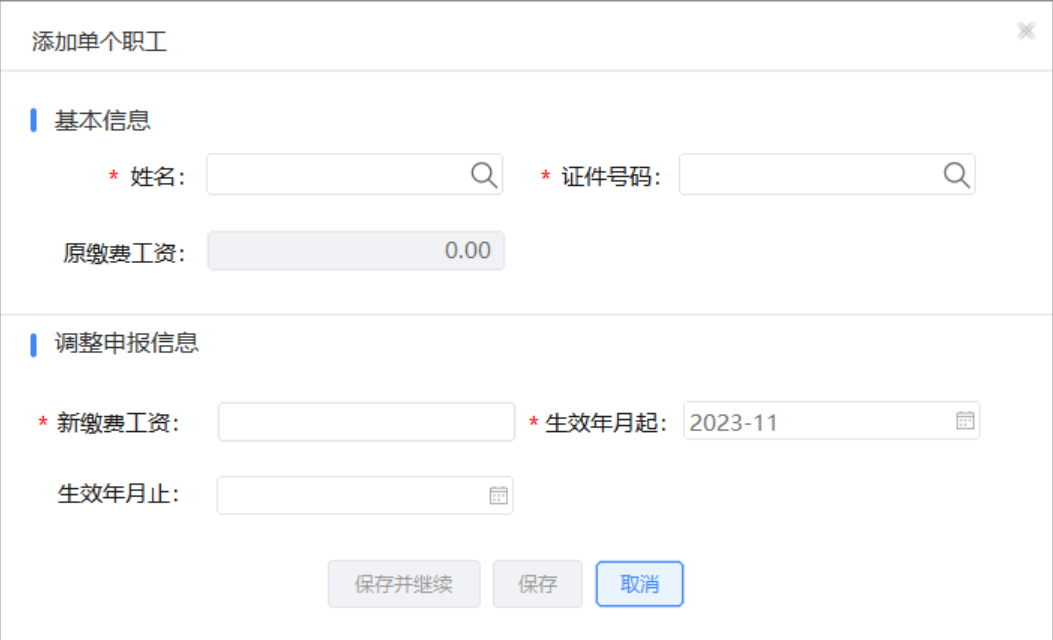 添加单个职工
基本信息
* 姓名：
* 证件号码：
原缴费工资： 0.00
调整申报信息
* 新缴费工资：
* 生效年月起： 2023-11
生效年月止：
保存并继续 保存 取消